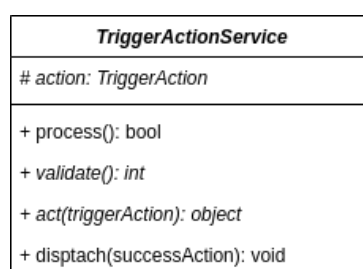 TriggerActionService
# action: TriggerAction
+ process(): bool
+ validate(): int
+ act(triggerAction): object
+ disptach(successAction): void